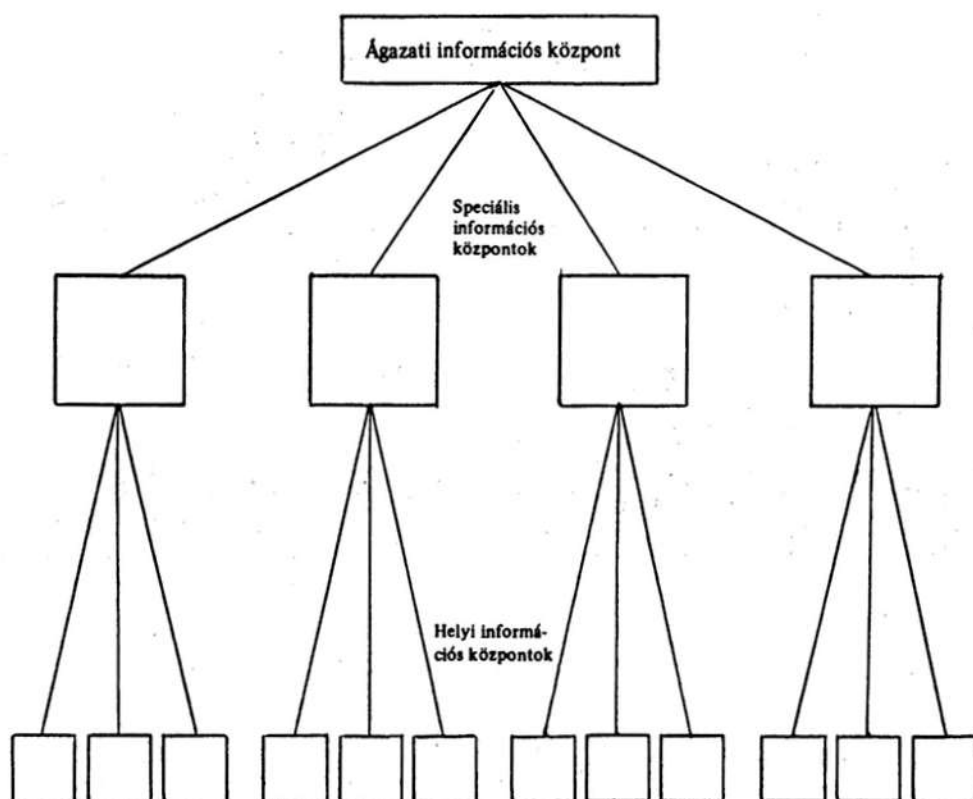 Ágazati információs központ
Speciális
információs
központok
Helyi informá-
ciós központok